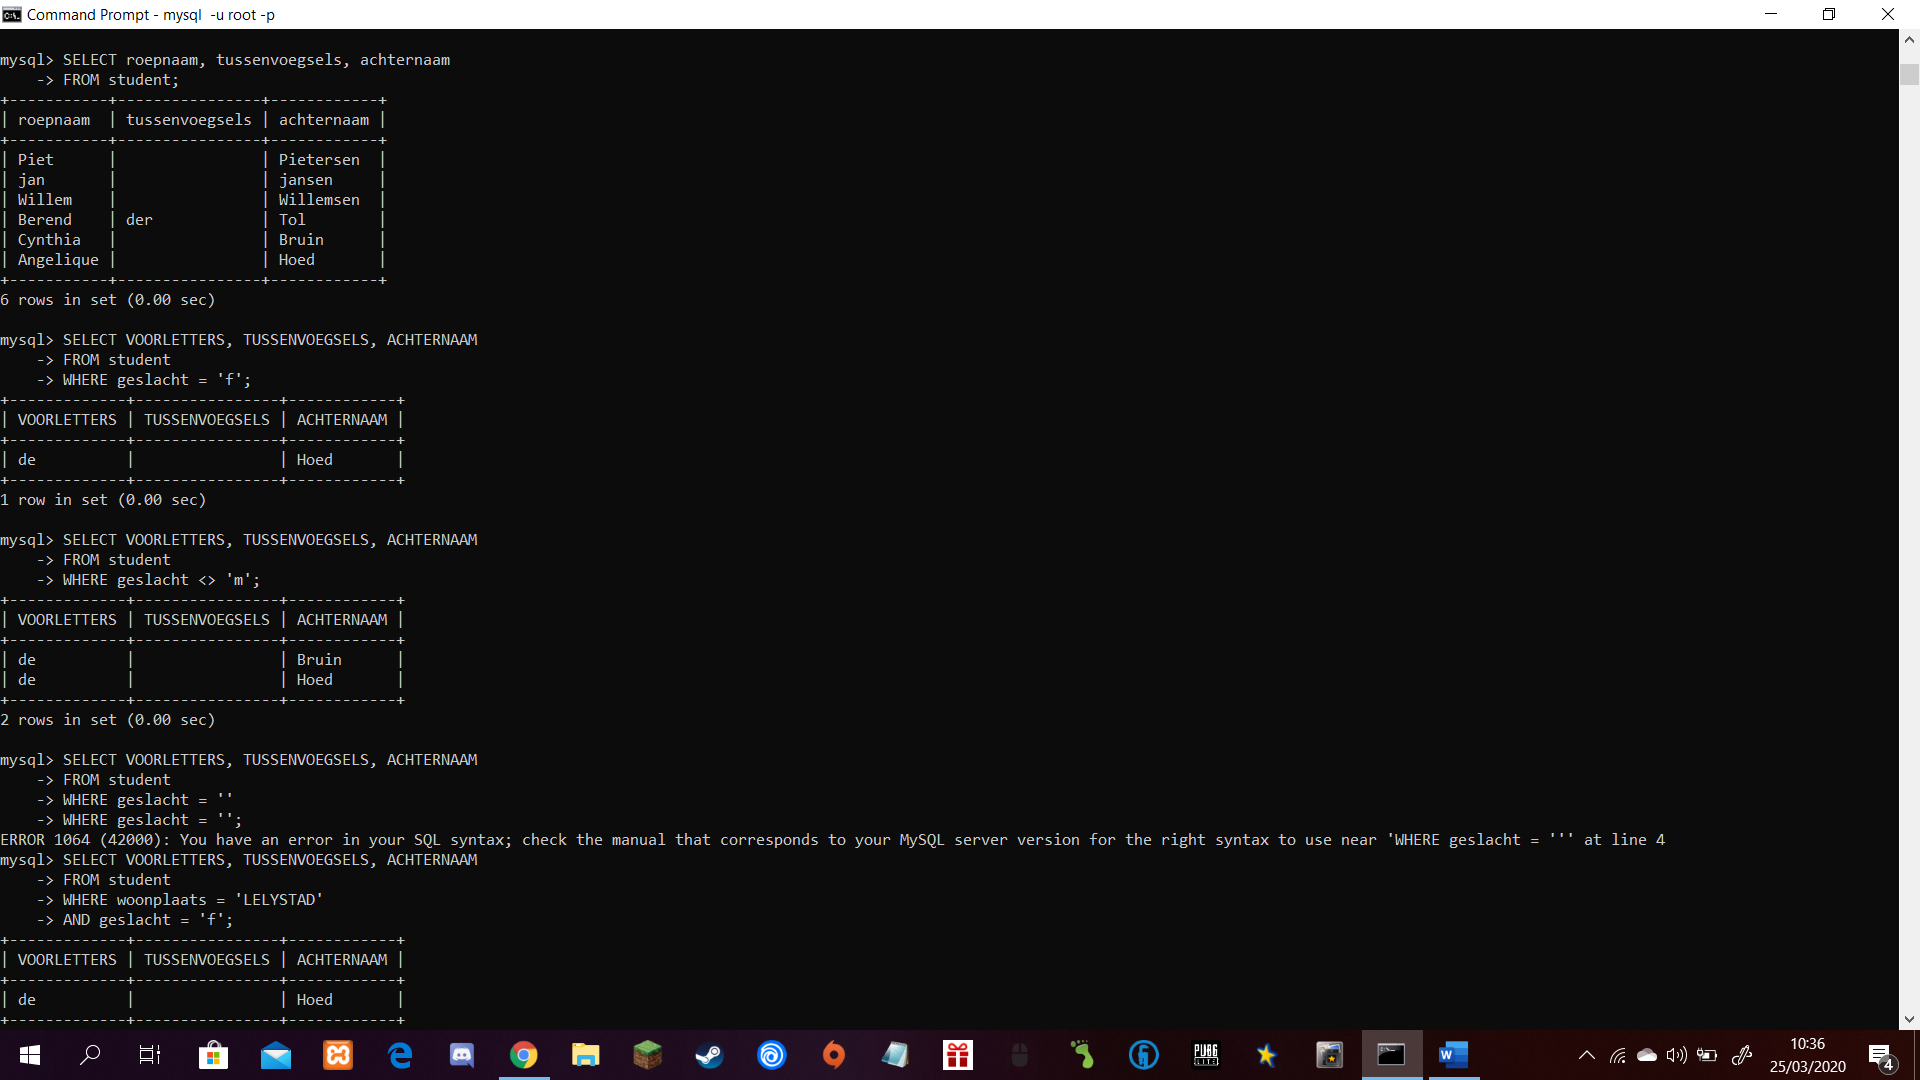 Command Prompt - mysql  -u root -p
mysql> SELECT roepnaam, tussenvoegsels, achternaam
    -> FROM student;
+-----------+----------------+------------+
| roepnaam  | tussenvoegsels | achternaam |
+-----------+----------------+------------+
| Piet      |                | Pietersen  |
| jan       |                | jansen     |
| Willem    |                | Willemsen  |
| Berend    | der            | Tol        |
| Cynthia   |                | Bruin      |
| Angelique |                | Hoed       |
+-----------+----------------+------------+
6 rows in set (0.00 sec)
mysql> SELECT VOORLETTERS, TUSSENVOEGSELS, ACHTERNAAM
    -> FROM student
    -> WHERE geslacht = 'f';
+-------------+----------------+------------+
| VOORLETTERS | TUSSENVOEGSELS | ACHTERNAAM |
+-------------+----------------+------------+
| de          |                | Hoed       |
+-------------+----------------+------------+
1 row in set (0.00 sec)
mysql> SELECT VOORLETTERS, TUSSENVOEGSELS, ACHTERNAAM
    -> FROM student
    -> WHERE geslacht <> 'm';
+-------------+----------------+------------+
| VOORLETTERS | TUSSENVOEGSELS | ACHTERNAAM |
+-------------+----------------+------------+
| de          |                | Bruin      |
| de          |                | Hoed       |
+-------------+----------------+------------+
2 rows in set (0.00 sec)
mysql> SELECT VOORLETTERS, TUSSENVOEGSELS, ACHTERNAAM
    -> FROM student
    -> WHERE geslacht = ''
    -> WHERE geslacht = '';
ERROR 1064 (42000): You have an error in your SQL syntax; check the manual that corresponds to your MySQL server version for the right syntax to use near 'WHERE geslacht = ''' at line 4
mysql> SELECT VOORLETTERS, TUSSENVOEGSELS, ACHTERNAAM
    -> FROM student
    -> WHERE woonplaats = 'LELYSTAD'
    -> AND geslacht = 'f';
+-------------+----------------+------------+
| VOORLETTERS | TUSSENVOEGSELS | ACHTERNAAM |
+-------------+----------------+------------+
| de          |                | Hoed       |
+-------------+----------------+------------+
PUBG
LITE
W
10:36
25/03/2020
4